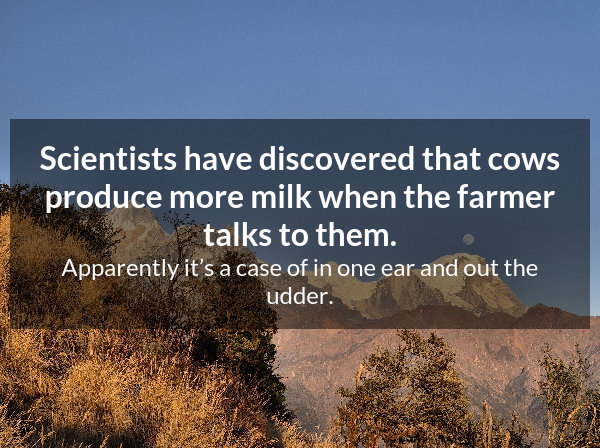 Scientists have discovered that cows
produce more milk when the farmer
talks to them.
Apparently it’s a case of in one ear and out the
udder.